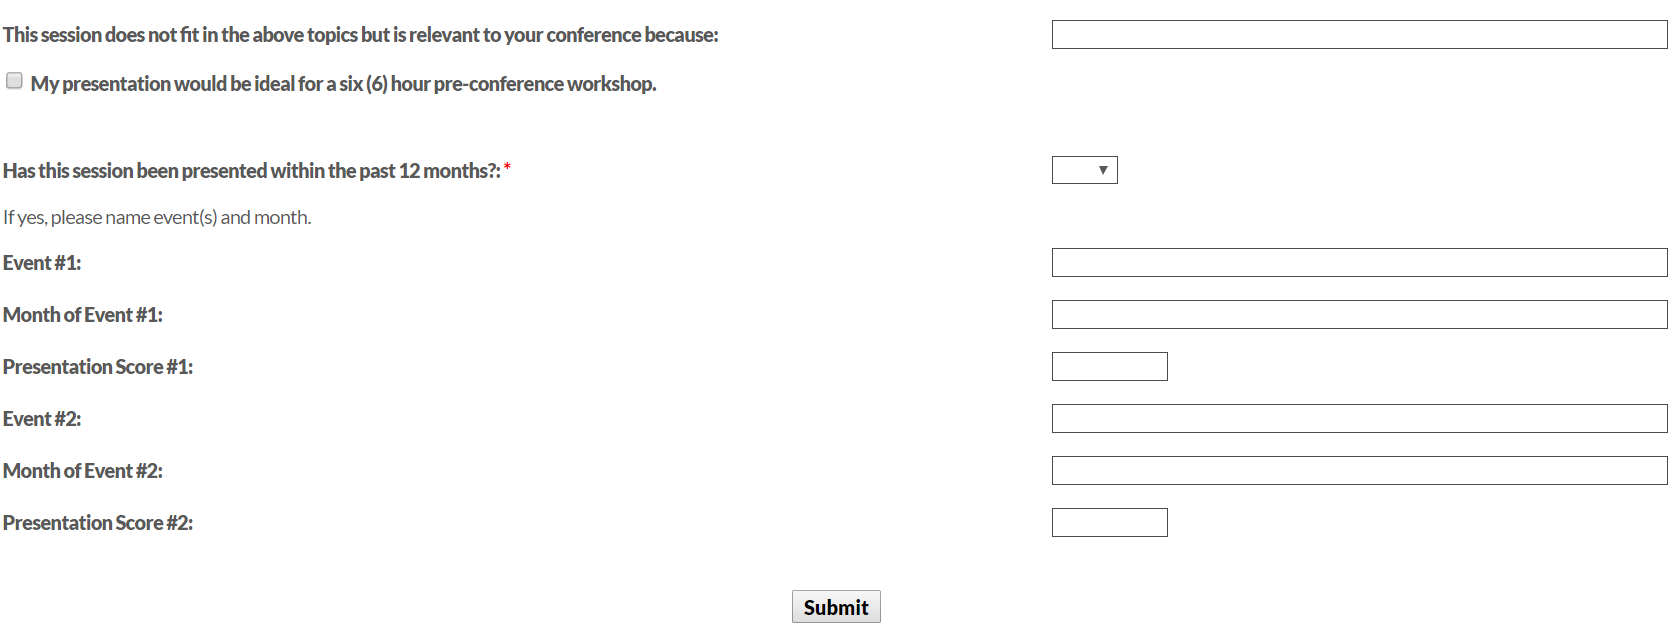 This session does not fit in the above topics but is relevant to your conference because:
My presentation would be ideal for a six (6) hour pre-conference workshop.
Has this session been presented within the past 12 months?: *
If yes, please name event(s) and month.
Event #1:
Month of Event #1:
Presentation Score #1:
Event #2:
Month of Event #2:
Presentation Score #2:
Submit